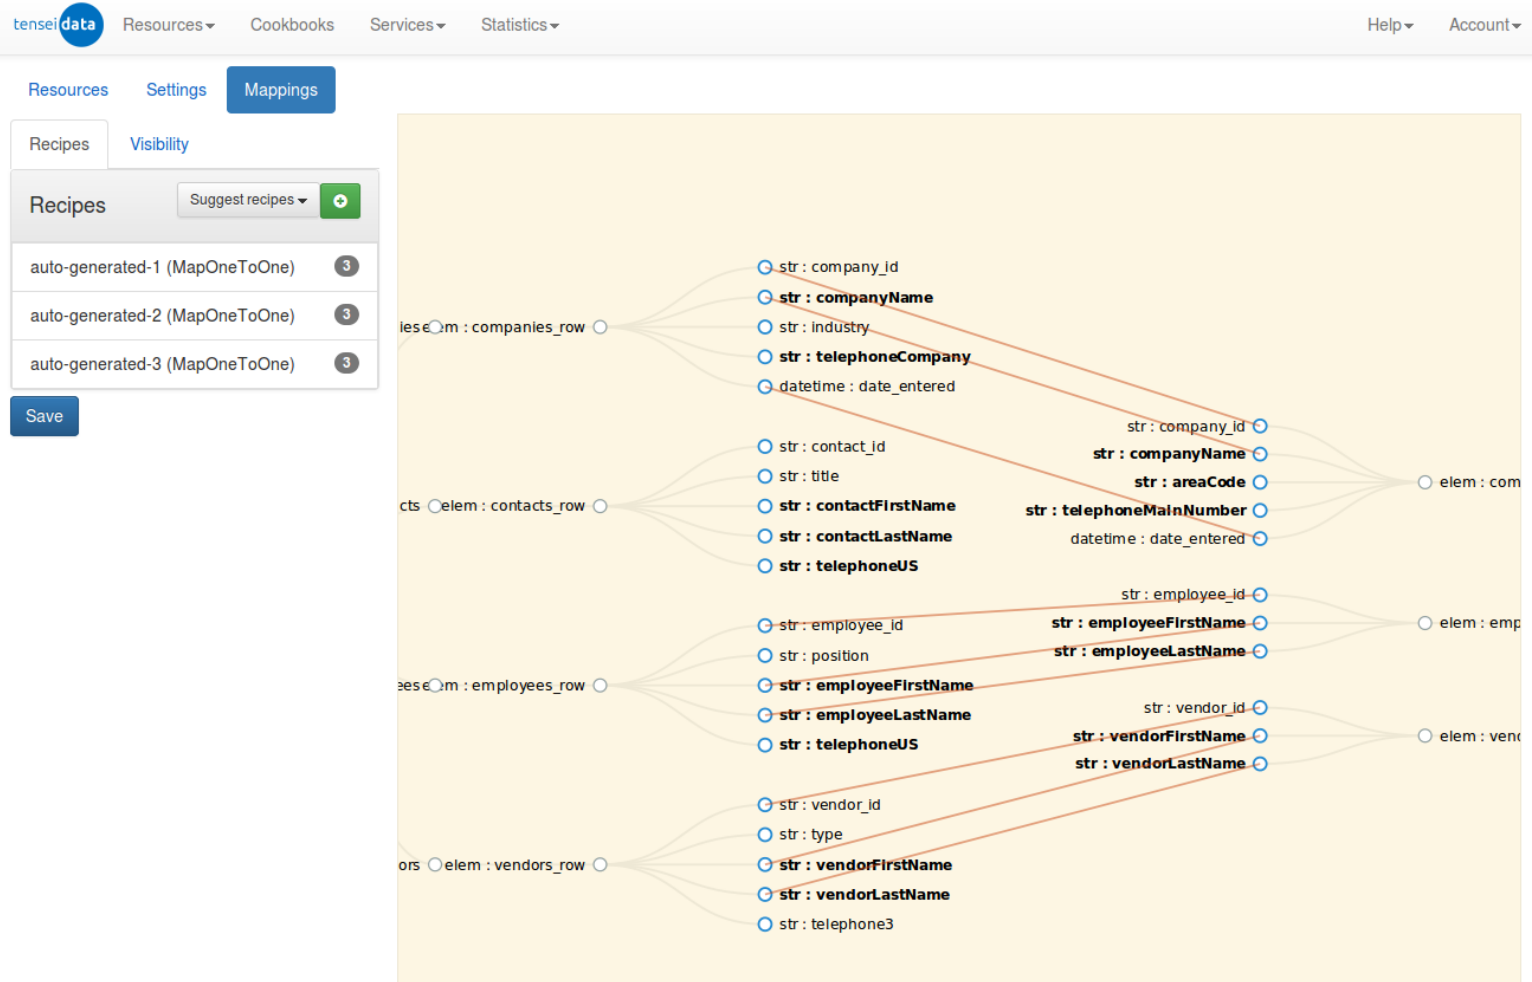 tensei data Resources Cookbooks Services Statistics Help Account
Resources Settings Mappings
Recipes Visibility
Recipes Suggest recipes
auto-generated-1 (MapOneToOne) 3
auto-generated-2 (MapOneToOne) 3
auto-generated-3 (MapOneToOne) 3
Save
ies elem : companies_row
str : company_id
str : companyName
str : industry
str : telephoneCompany
datetime : date_entered
cts elem : contacts_row
str : contact_id
str : title
str : contactFirstName
str : contactLastName
str : telephoneUS
ees elem : employees_row
str : employee_id
str : position
str : employeeFirstName
str : employeeLastName
str : telephoneUS
ors elem : vendors_row
str : vendor_id
str : type
str : vendorFirstName
str : vendorLastName
str : telephone3
str : company_id
str : companyName
str : areaCode
str : telephoneMainNumber
datetime : date_entered
elem : com
str : employee_id
str : employeeFirstName
str : employeeLastName
elem : emp
str : vendor_id
str : vendorFirstName
str : vendorLastName
elem : vend